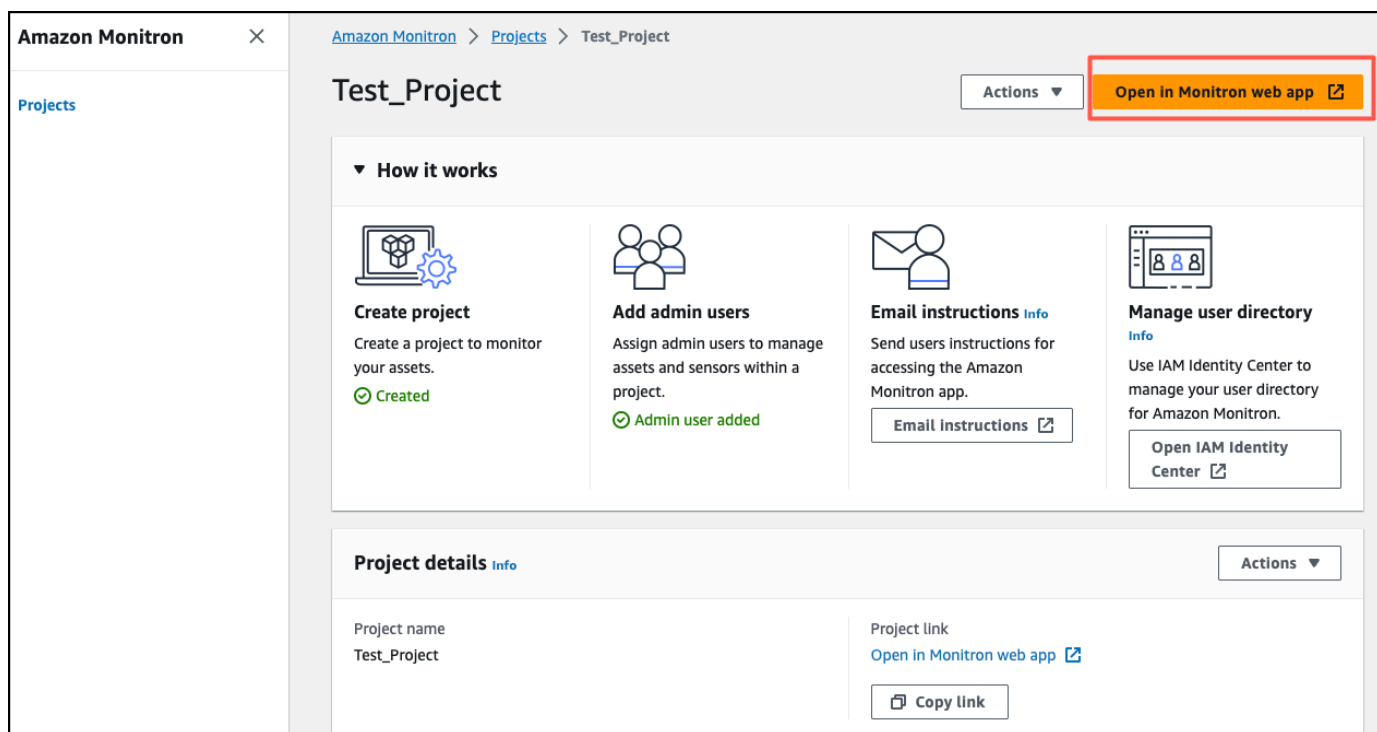 Amazon Monitron
Projects
Amazon Monitron > Projects > Test_Project
Test_Project
Actions
Open in Monitron web app
How it works
Create project
Create a project to monitor
your assets.
Created
Add admin users
Assign admin users to manage
assets and sensors within a
project.
Admin user added
Email instructions Info
Send users instructions for
accessing the Amazon
Monitron app.
Email instructions
Manage user directory
Info
Use IAM Identity Center to
manage your user directory
for Amazon Monitron.
Open IAM Identity
Center
Project details Info
Actions
Project name
Test_Project
Project link
Open in Monitron web app
Copy link